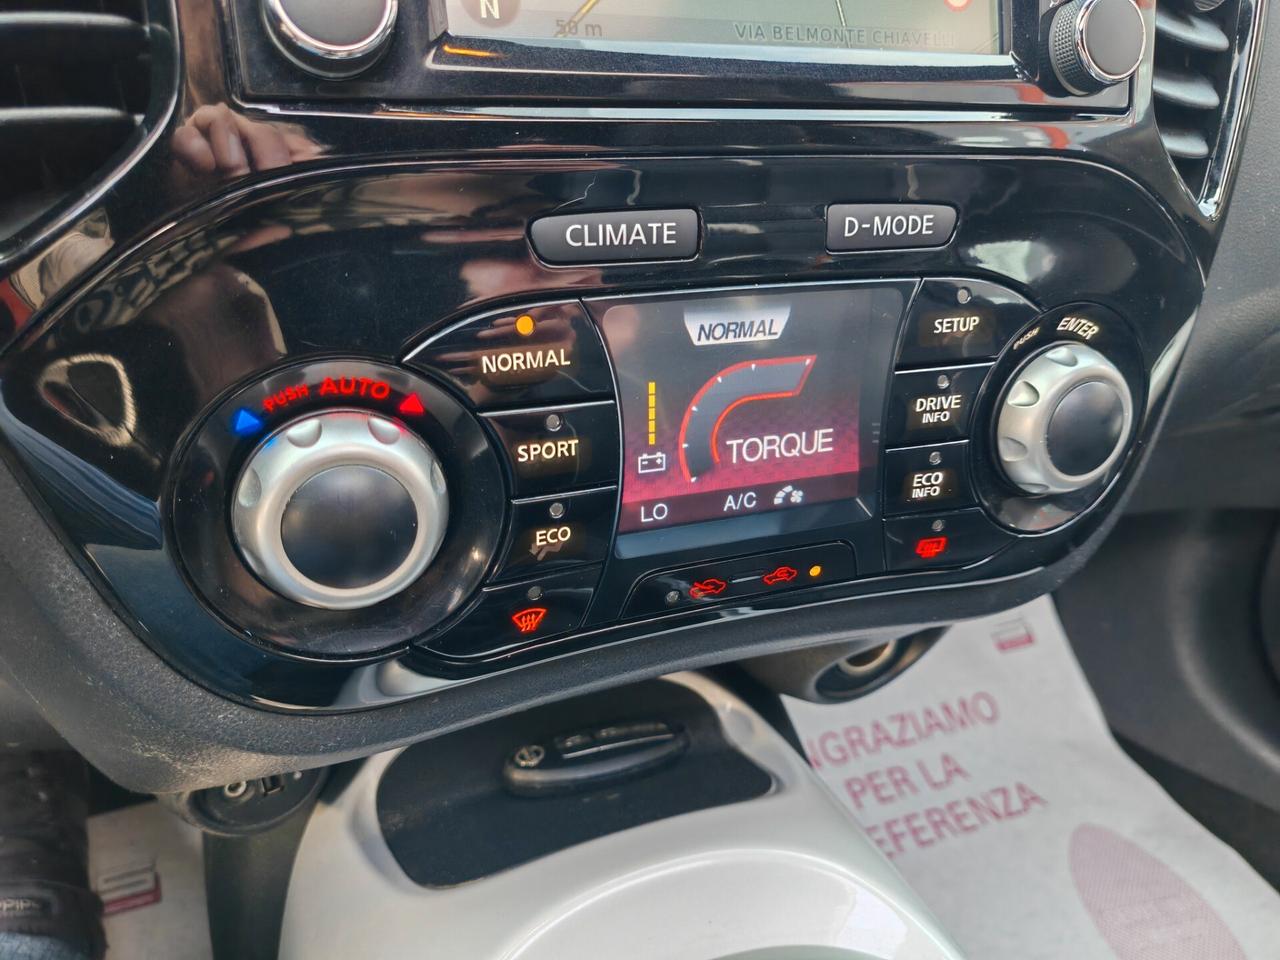 N
50 m
VIA BELMONTE CHIAVELLI
CLIMATE
D-MODE
NORMAL
SPORT
ECO
PUSH AUTO
NORMAL
TORQUE
LO
A/C
SETUP
DRIVE
INFO
ECO
INFO
PUSH
ENTER
NGRAZIAMO
PER LA
EFERENZA